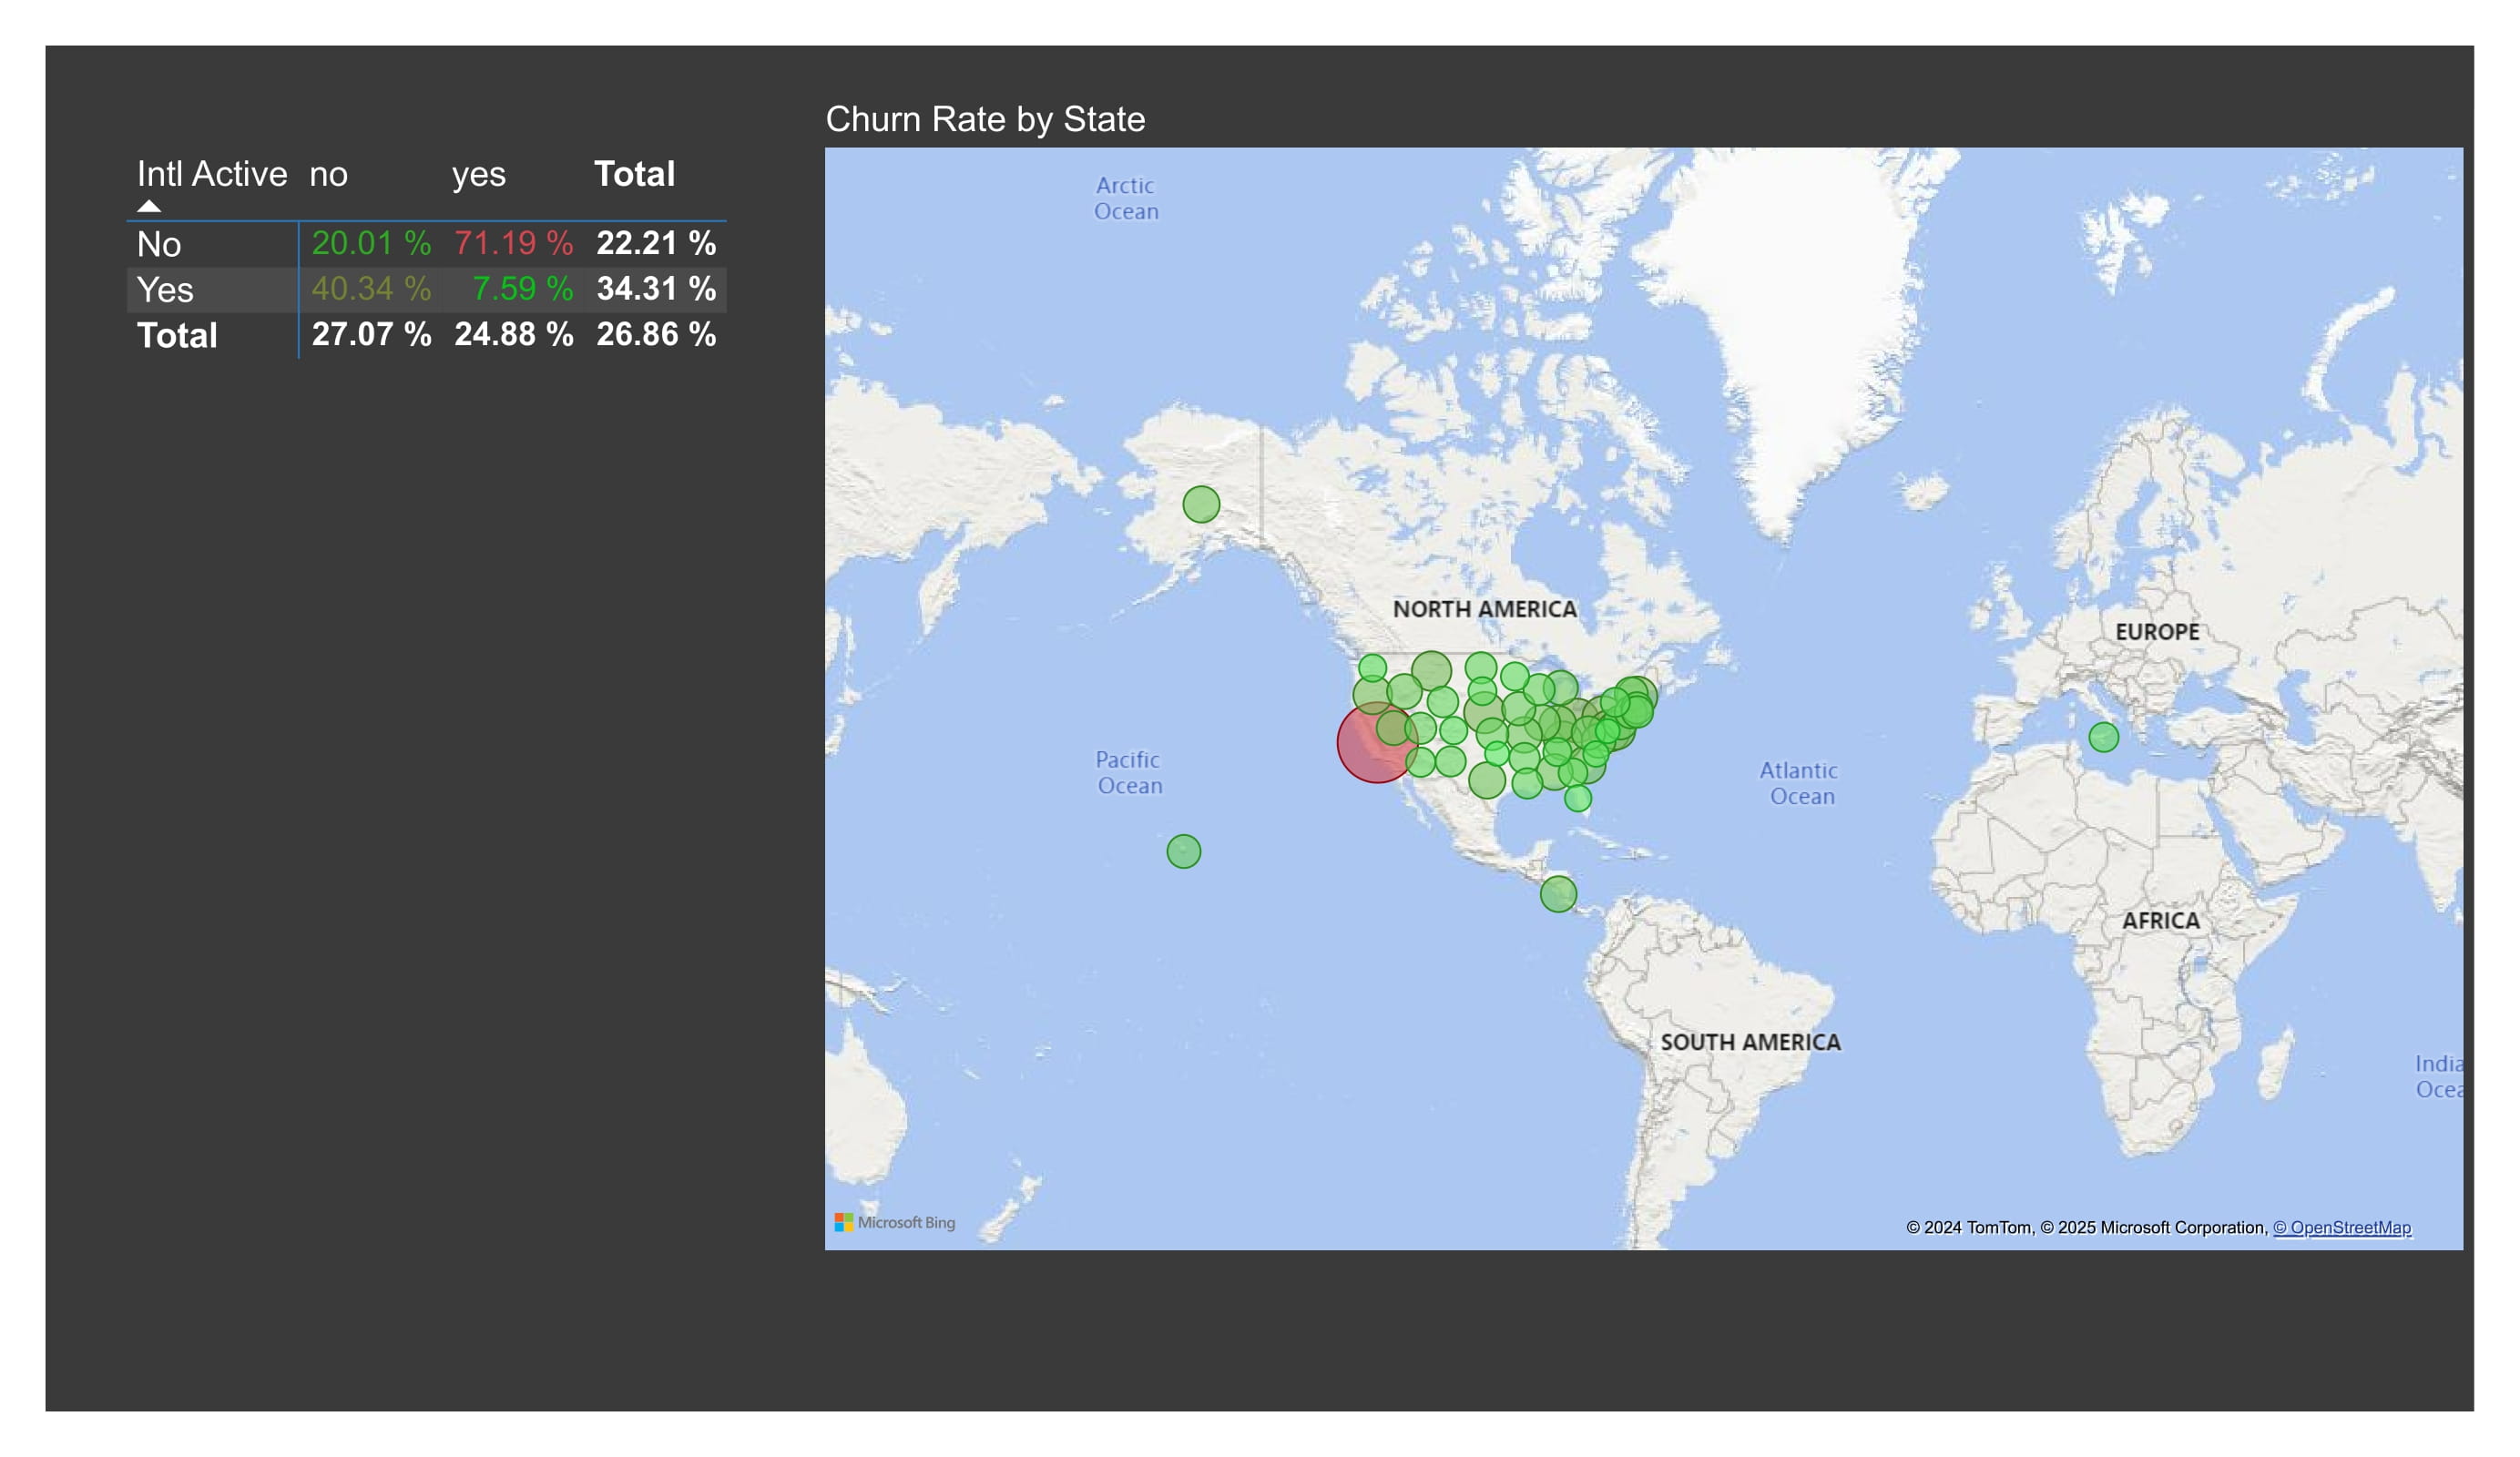 Churn Rate by State
Intl Active no yes Total
No 20.01 % 71.19 % 22.21 %
Yes 40.34 % 7.59 % 34.31 %
Total 27.07 % 24.88 % 26.86 %
Arctic
Ocean
NORTH AMERICA
EUROPE
Pacific
Ocean
Atlantic
Ocean
AFRICA
SOUTH AMERICA
India
Ocea
Microsoft Bing
© 2024 TomTom, © 2025 Microsoft Corporation, © OpenStreetMap